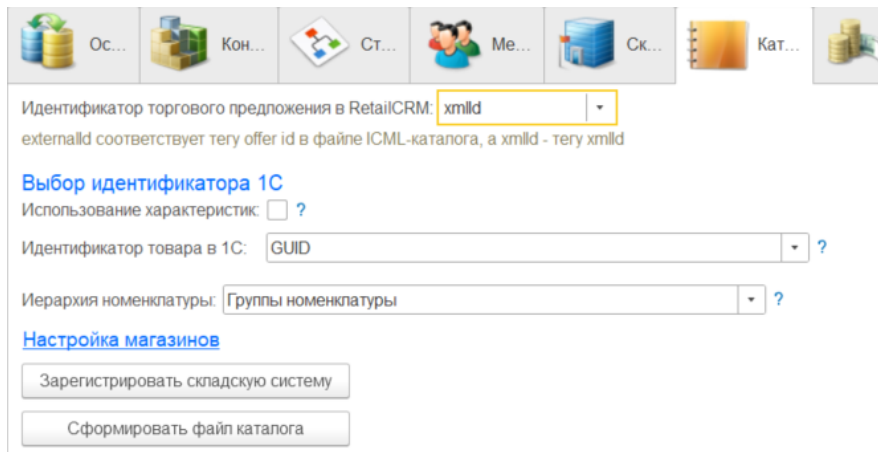 Ос... Кон... Ст... Ме... Ск... Кат...
Идентификатор торгового предложения в RetailCRM: xmlId
externalId соответствует тегу offer id в файле ICML-каталога, а xmlId - тегу xmlId
Выбор идентификатора 1С
Использование характеристик: ?
Идентификатор товара в 1С: GUID ?
Иерархия номенклатуры: Группы номенклатуры ?
Настройка магазинов
Зарегистрировать складскую систему
Сформировать файл каталога